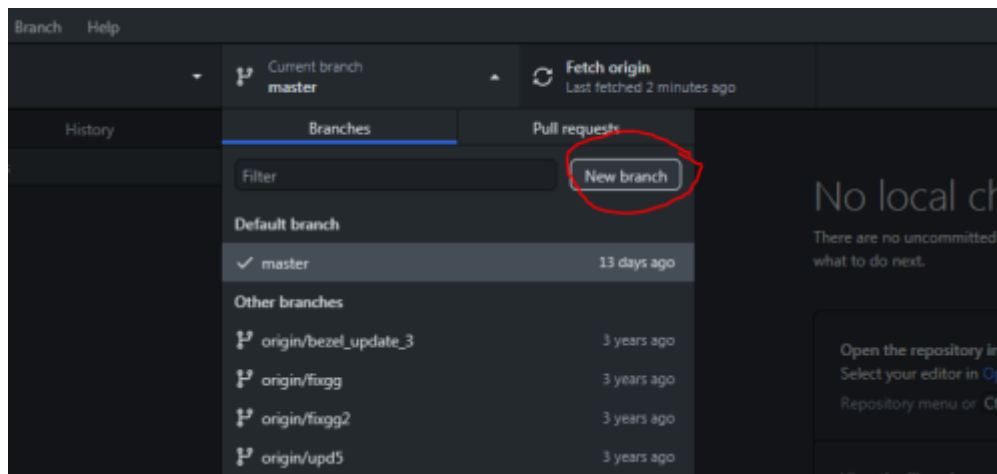 Branch Help
Current branch
master
Fetch origin
Last fetched 2 minutes ago
History
Branches
Pull requests
Filter
New branch
No local ch
There are no uncommitted
what to do next.
Default branch
master 13 days ago
Other branches
origin/bezel_update_3 3 years ago
origin/fixgg 3 years ago
origin/fixgg2 3 years ago
origin/upd5 3 years ago
Open the repository in
Select your editor in Op
Repository menu or